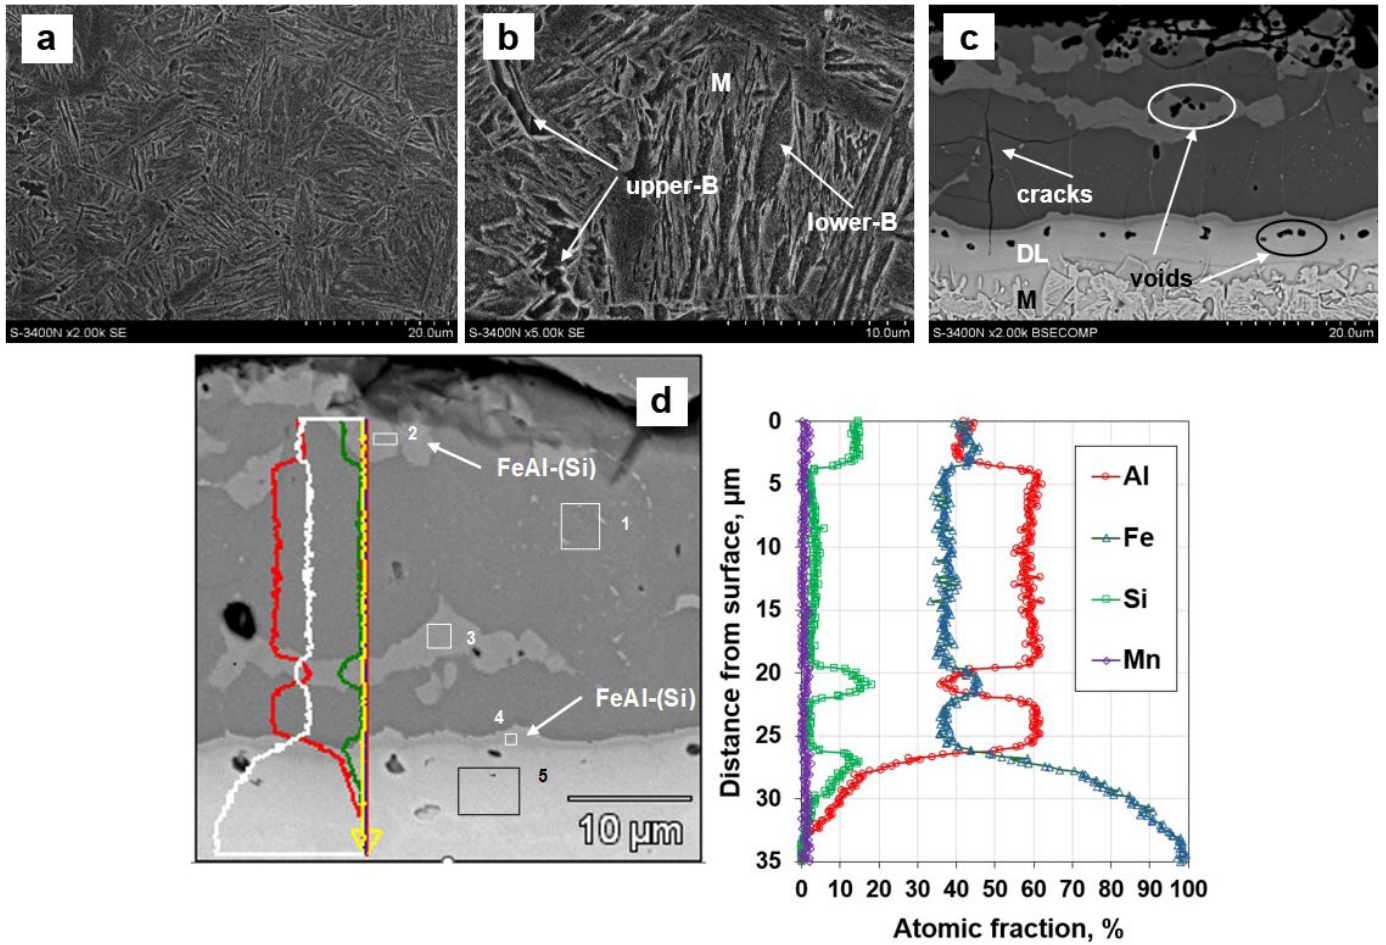 a
S-3400N x2.00k SE
20.0um
b
M
upper-B
lower-B
S-3400N x5.00k SE
10.0um
c
cracks
DL
voids
M
S-3400N x2.00k BSECOMP
20.0um
d
2
FeAl-(Si)
1
3
FeAl-(Si)
4
5
10 µm
Distance from surface, µm
0
5
10
15
20
25
30
35
0 10 20 30 40 50 60 70 80 90 100
Atomic fraction, %
Al
Fe
Si
Mn